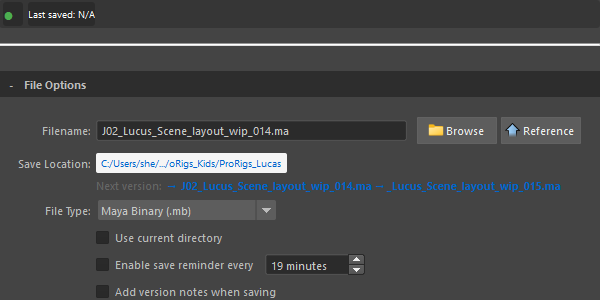 Last saved: N/A
- File Options
Filename: J02_Lucus_Scene_layout_wip_014.ma Browse Reference
Save Location: C:/Users/she/.../oRigs_Kids/ProRigs_Lucas
Next version: → J02_Lucus_Scene_layout_wip_014.ma → _Lucus_Scene_layout_wip_015.ma
File Type: Maya Binary (.mb)
Use current directory
Enable save reminder every 19 minutes
Add version notes when saving